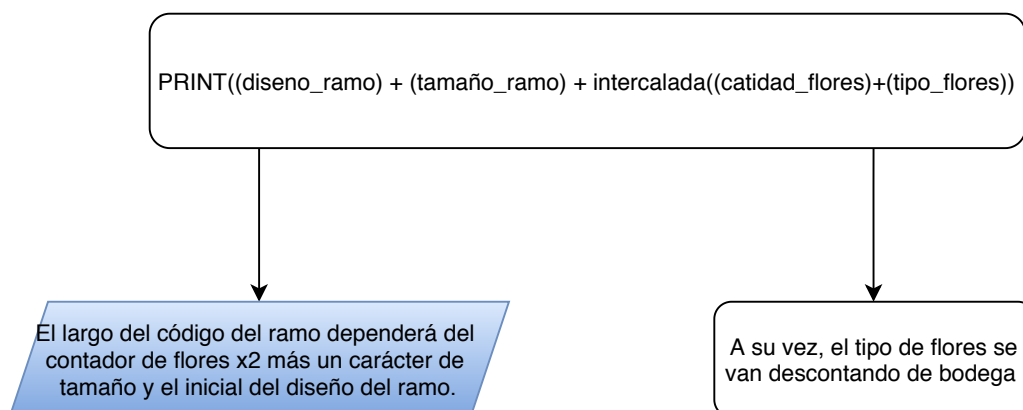 PRINT((diseno_ramo) + (tamaño_ramo) + intercalada((catidad_flores)+(tipo_flores))
El largo del código del ramo dependerá del
contador de flores x2 más un carácter de
tamaño y el inicial del diseño del ramo.
A su vez, el tipo de flores se
van descontando de bodega